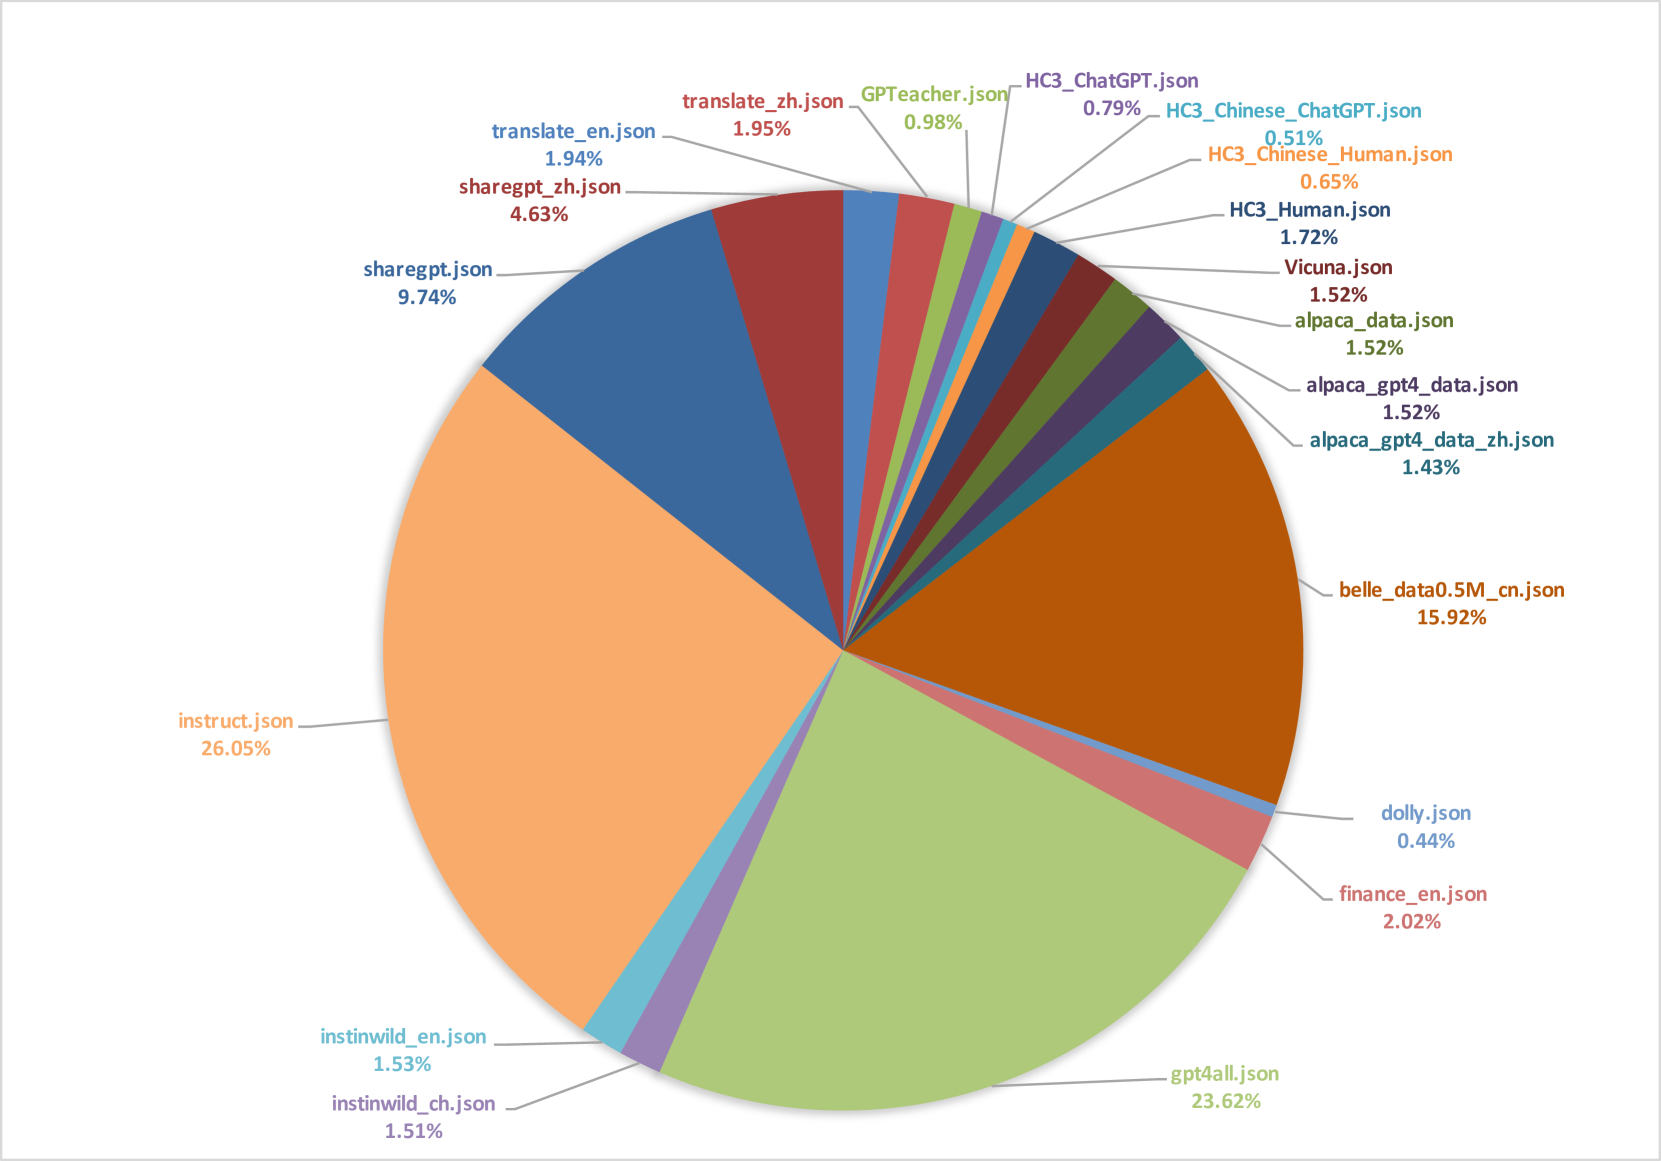 HC3_ChatGPT.json
0.79%
GPTeacher.json
0.98%
translate_zh.json
1.95%
HC3_Chinese_ChatGPT.json
0.51%
translate_en.json
1.94%
HC3_Chinese_Human.json
0.65%
sharegpt_zh.json
4.63%
HC3_Human.json
1.72%
sharegpt.json
9.74%
Vicuna.json
1.52%
alpaca_data.json
1.52%
alpaca_gpt4_data.json
1.52%
alpaca_gpt4_data_zh.json
1.43%
belle_data0.5M_cn.json
15.92%
instruct.json
26.05%
dolly.json
0.44%
finance_en.json
2.02%
instinwild_en.json
1.53%
gpt4all.json
23.62%
instinwild_ch.json
1.51%